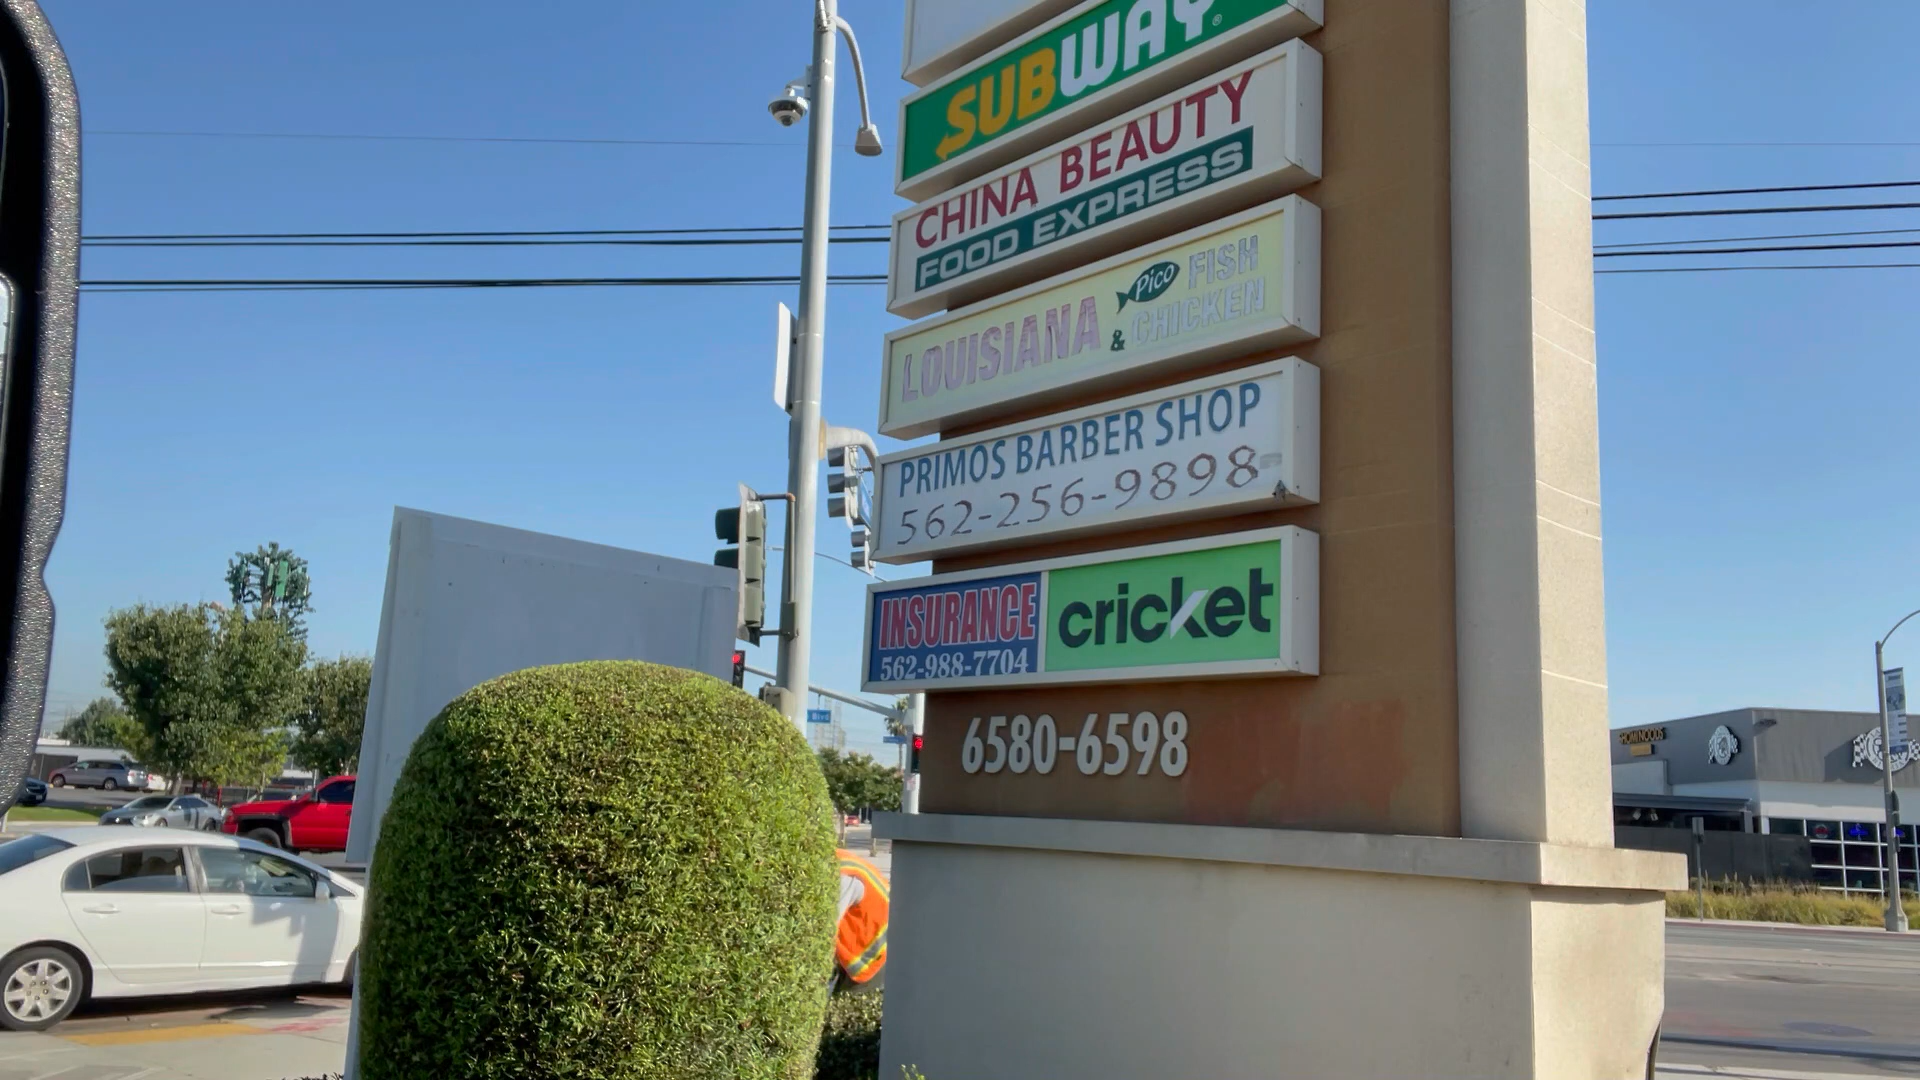 SUBWAY®
CHINA BEAUTY
FOOD EXPRESS
LOUISIANA Pico FISH
& CHICKEN
PRIMOS BARBER SHOP
562-256-9898
INSURANCE
562-988-7704
cricket
6580-6598
Blvd